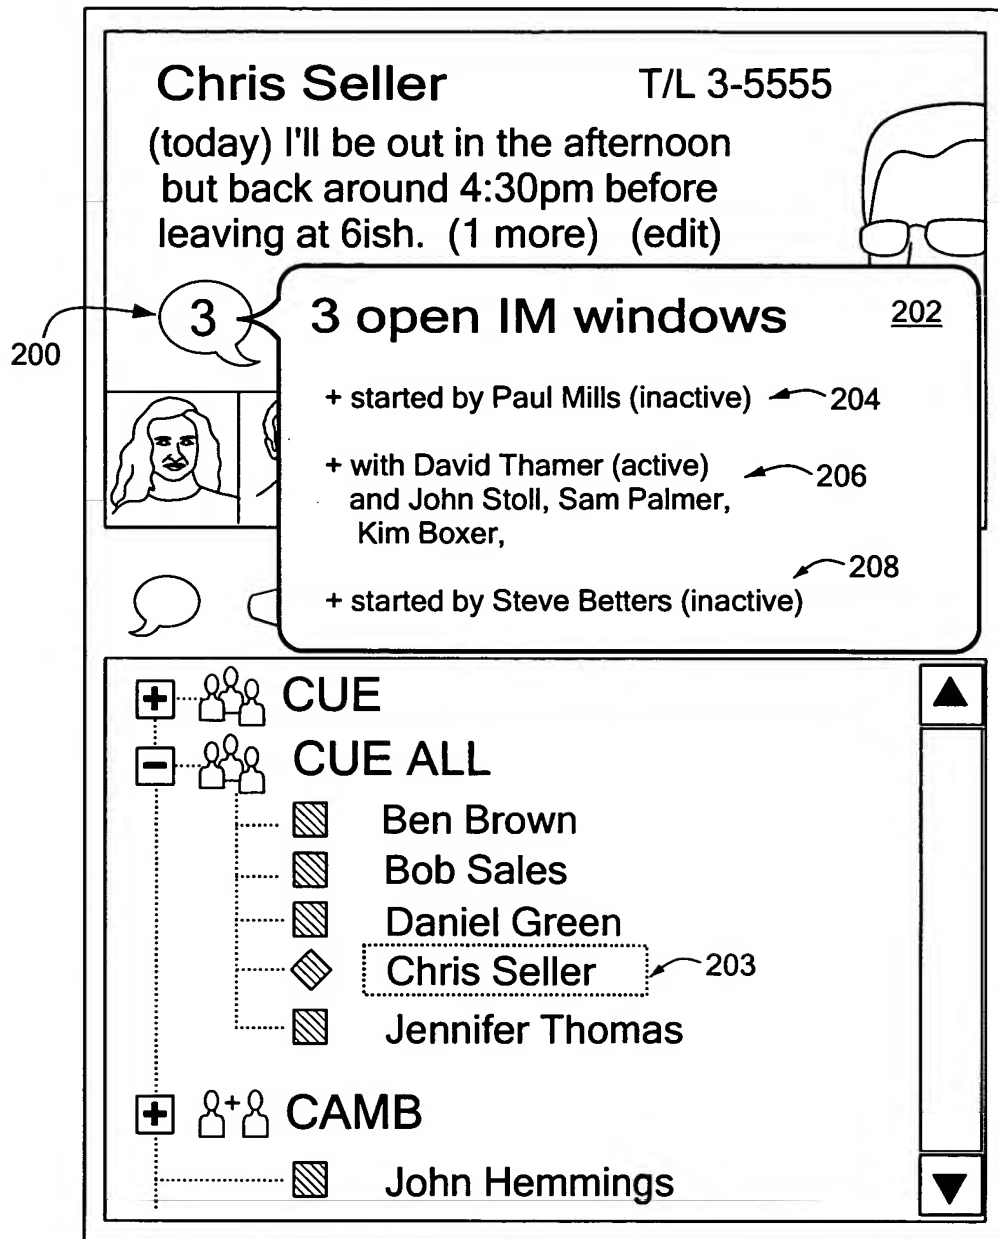 Chris Seller T/L 3-5555
(today) I'll be out in the afternoon
but back around 4:30pm before
leaving at 6ish. (1 more) (edit)
200
3
3 open IM windows 202
+ started by Paul Mills (inactive) 204
+ with David Thamer (active) 206
and John Stoll, Sam Palmer,
Kim Boxer,
208
+ started by Steve Betters (inactive)
+ CUE
- CUE ALL
Ben Brown
Bob Sales
Daniel Green
Chris Seller 203
Jennifer Thomas
+ + CAMB
John Hemmings